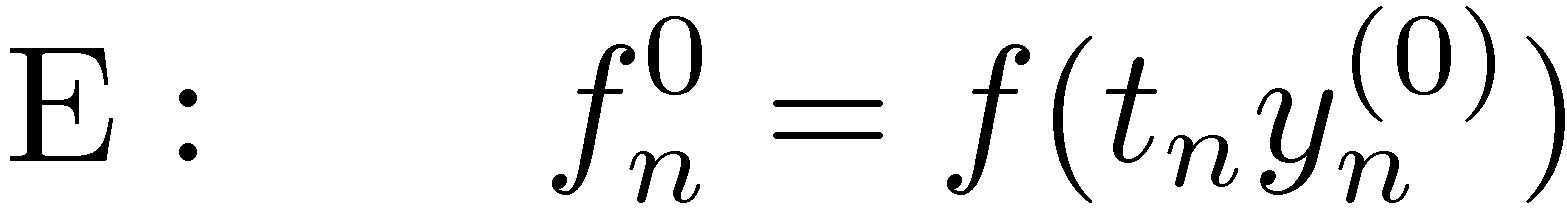 E : f_n^0 = f(t_n y_n^{(0)})